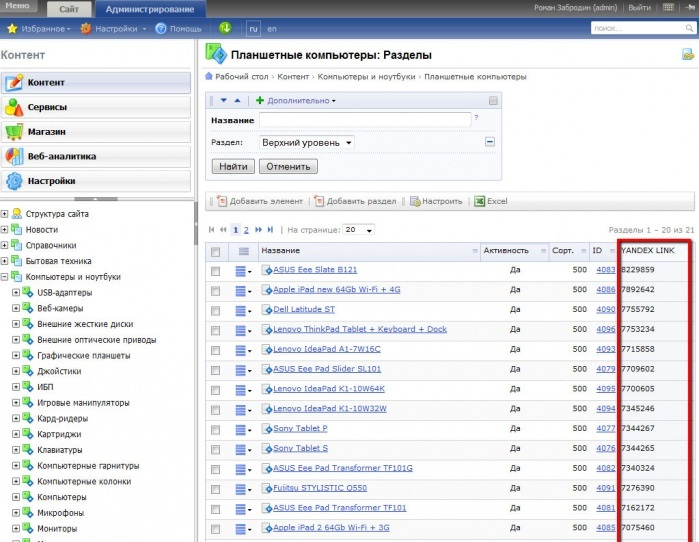 Меню
Сайт
Администрирование
Роман Забродин (admin) Выйти
Избранное Настройки Помощь ru en поиск...
Контент
Контент
Сервисы
Магазин
Веб-аналитика
Настройки
Структура сайта
Новости
Справочники
Бытовая техника
Компьютеры и ноутбуки
USB-адаптеры
Веб-камеры
Внешние жесткие диски
Внешние оптические приводы
Графические планшеты
Джойстики
ИБП
Игровые манипуляторы
Кард-ридеры
Картриджи
Клавиатуры
Компьютерные гарнитуры
Компьютерные колонки
Компьютеры
Микрофоны
Мониторы
Планшетные компьютеры: Разделы
Рабочий стол › Контент › Компьютеры и ноутбуки › Планшетные компьютеры
Дополнительно
Название ?
Раздел: Верхний уровень
Найти Отменить
Добавить элемент Добавить раздел Настроить Excel
1 2 На странице: 20 Разделы 1 – 20 из 21
Название Активность Сорт. ID YANDEX LINK
ASUS Eee Slate B121 Да 500 4083 8229859
Apple iPad new 64Gb Wi-Fi + 4G Да 500 4086 7892642
Dell Latitude ST Да 500 4090 7755792
Lenovo ThinkPad Tablet + Keyboard + Dock Да 500 4096 7753234
Lenovo IdeaPad A1-7W16C Да 500 4093 7715858
ASUS Eee Pad Slider SL101 Да 500 4079 7709602
Lenovo IdeaPad K1-10W64K Да 500 4095 7700605
Lenovo IdeaPad K1-10W32W Да 500 4094 7345246
Sony Tablet P Да 500 4077 7344267
Sony Tablet S Да 500 4076 7344265
ASUS Eee Pad Transformer TF101G Да 500 4082 7340324
Fujitsu STYLISTIC Q550 Да 500 4091 7276390
ASUS Eee Pad Transformer TF101 Да 500 4081 7162172
Apple iPad 2 64Gb Wi-Fi + 3G Да 500 4085 7075460